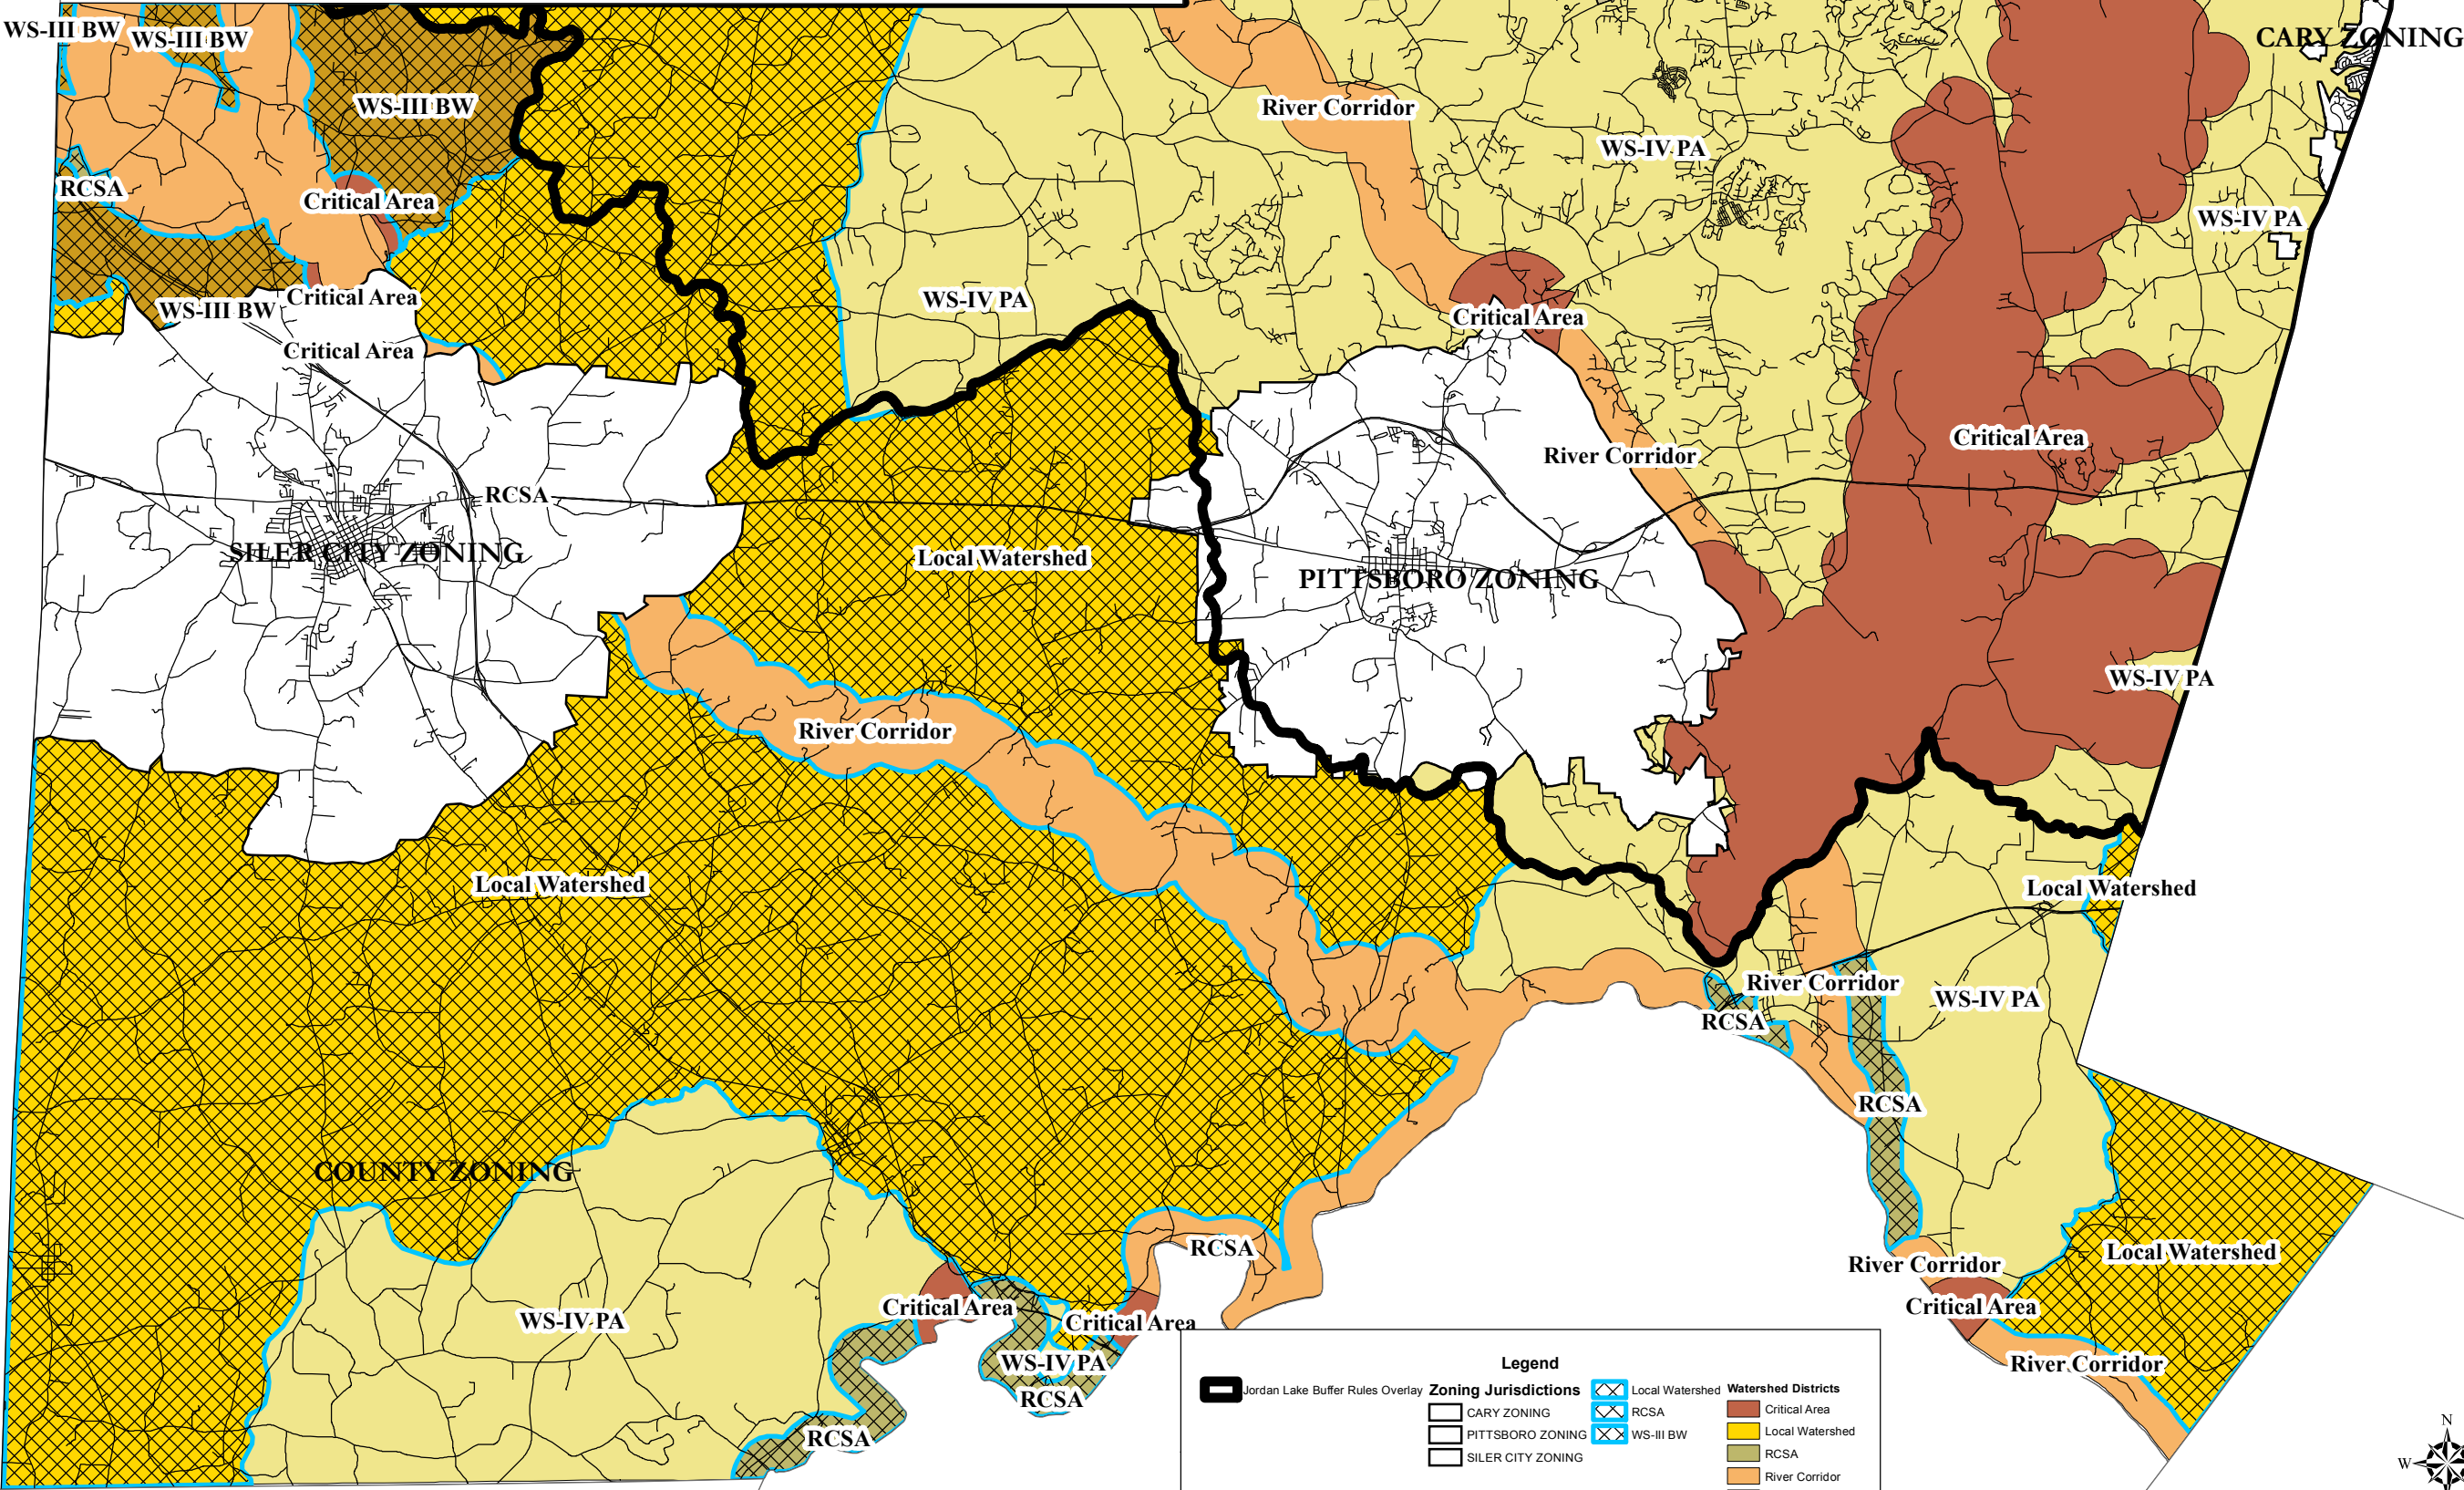 WS-III BW
WS-III BW
CARY ZONING
WS-III BW
River Corridor
WS-IV PA
RCSA
Critical Area
WS-IV PA
WS-III BW
Critical Area
WS-IV PA
Critical Area
Critical Area
River Corridor
Critical Area
RCSA
SILER CITY ZONING
Local Watershed
PITTSBORO ZONING
WS-IV PA
River Corridor
Local Watershed
Local Watershed
River Corridor
WS-IV PA
RCSA
RCSA
COUNTY ZONING
RCSA
Local Watershed
River Corridor
Critical Area
Critical Area
Critical Area
WS-IV PA
WS-IV PA
River Corridor
RCSA
RCSA
Legend
Jordan Lake Buffer Rules Overlay
Zoning Jurisdictions
CARY ZONING
PITTSBORO ZONING
SILER CITY ZONING
Local Watershed
RCSA
WS-III BW
Watershed Districts
Critical Area
Local Watershed
RCSA
River Corridor
N
W